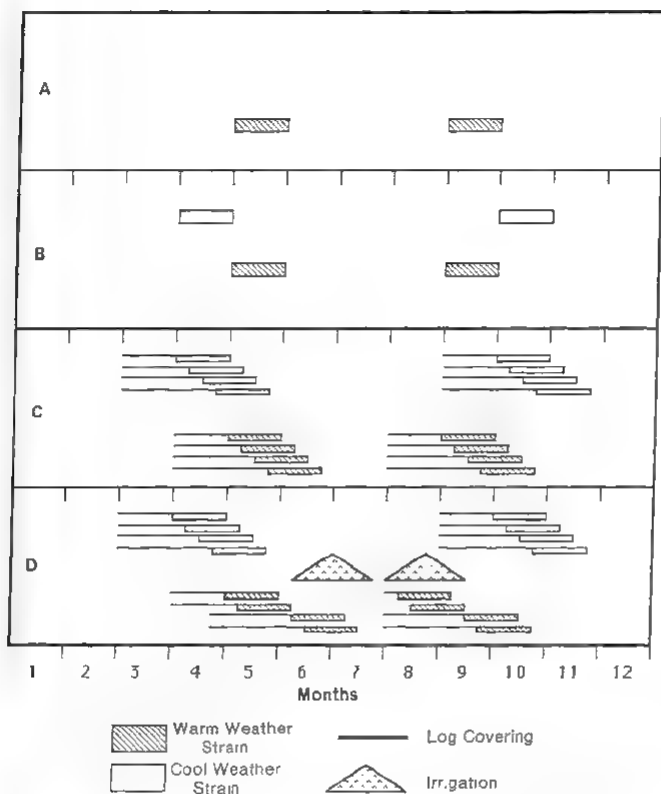 A
B
C
D
1 2 3 4 5 6 7 8 9 10 11 12
Months
Warm Weather
Strain
Log Covering
Cool Weather
Strain
Irr.gation